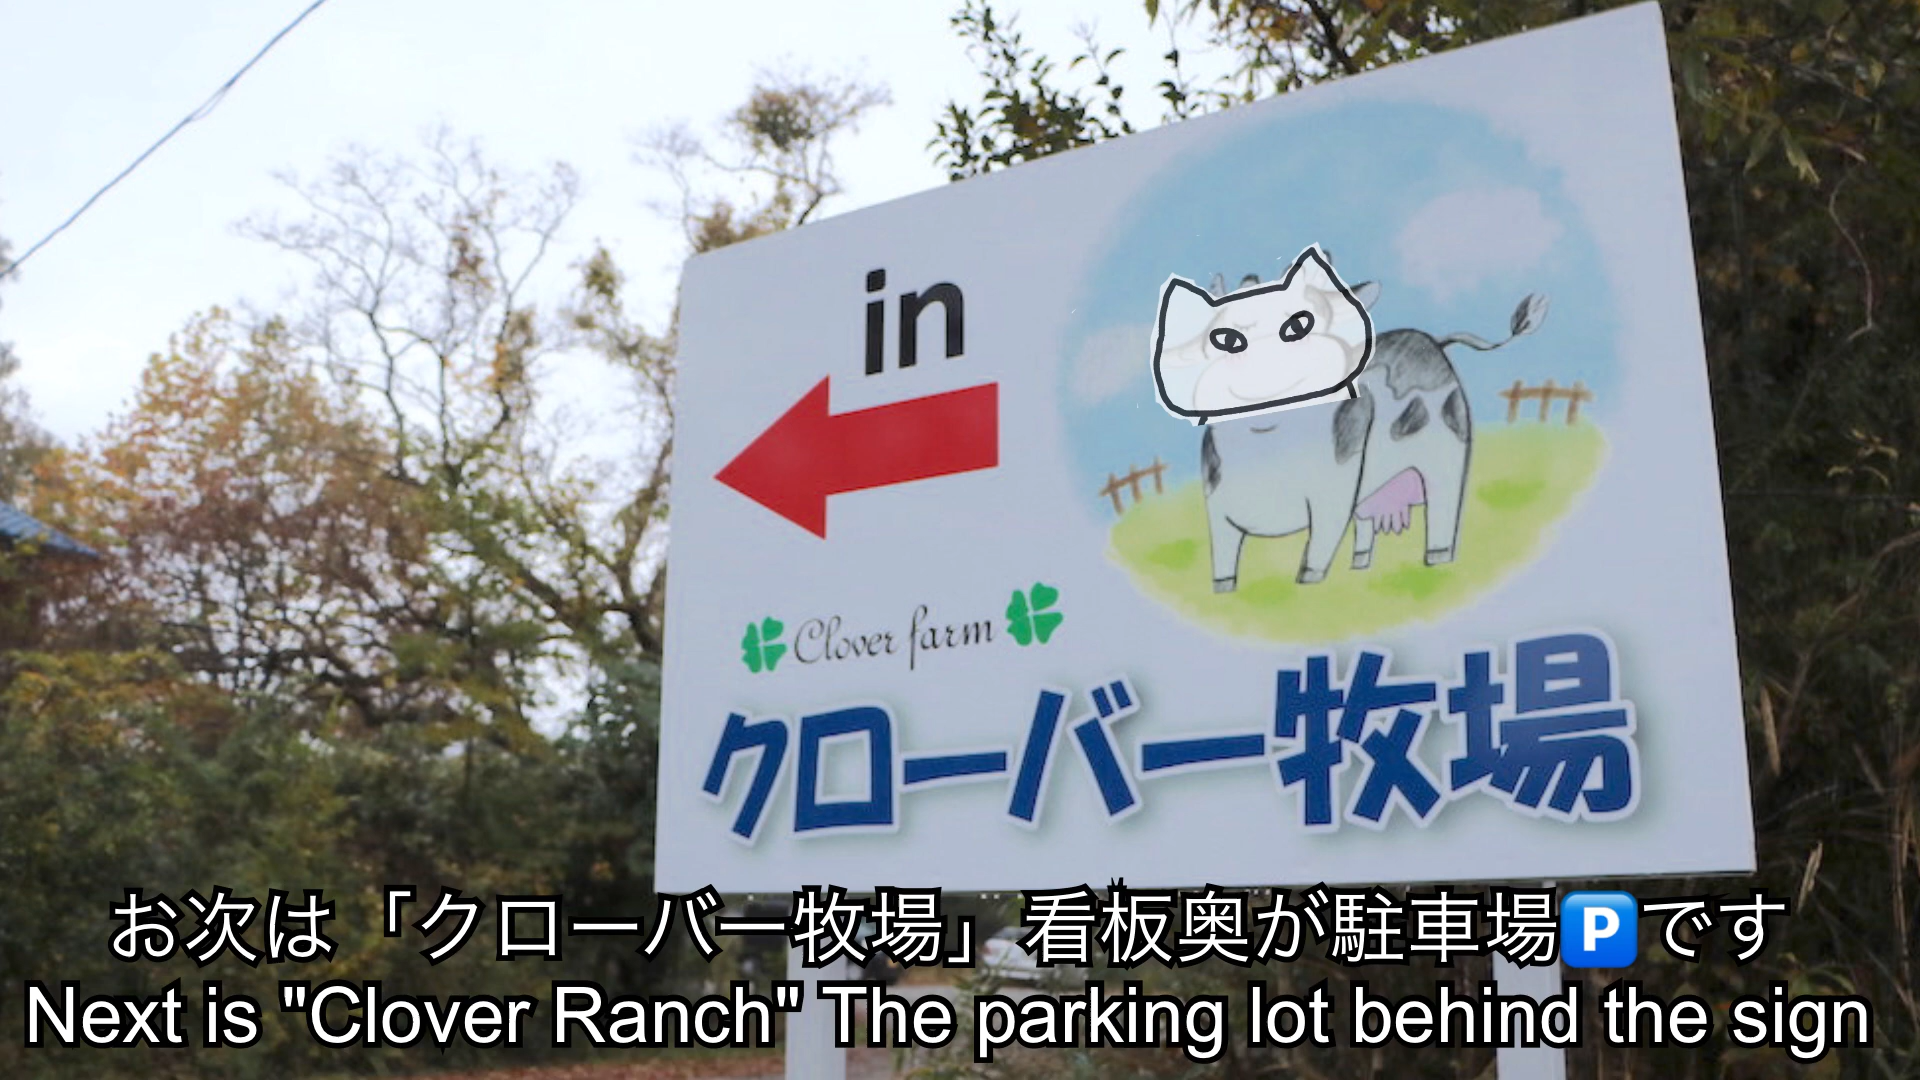 in
Clover farm
クローバー牧場
お次は「クローバー牧場」看板奥が駐車場🅿️です
Next is "Clover Ranch" The parking lot behind the sign